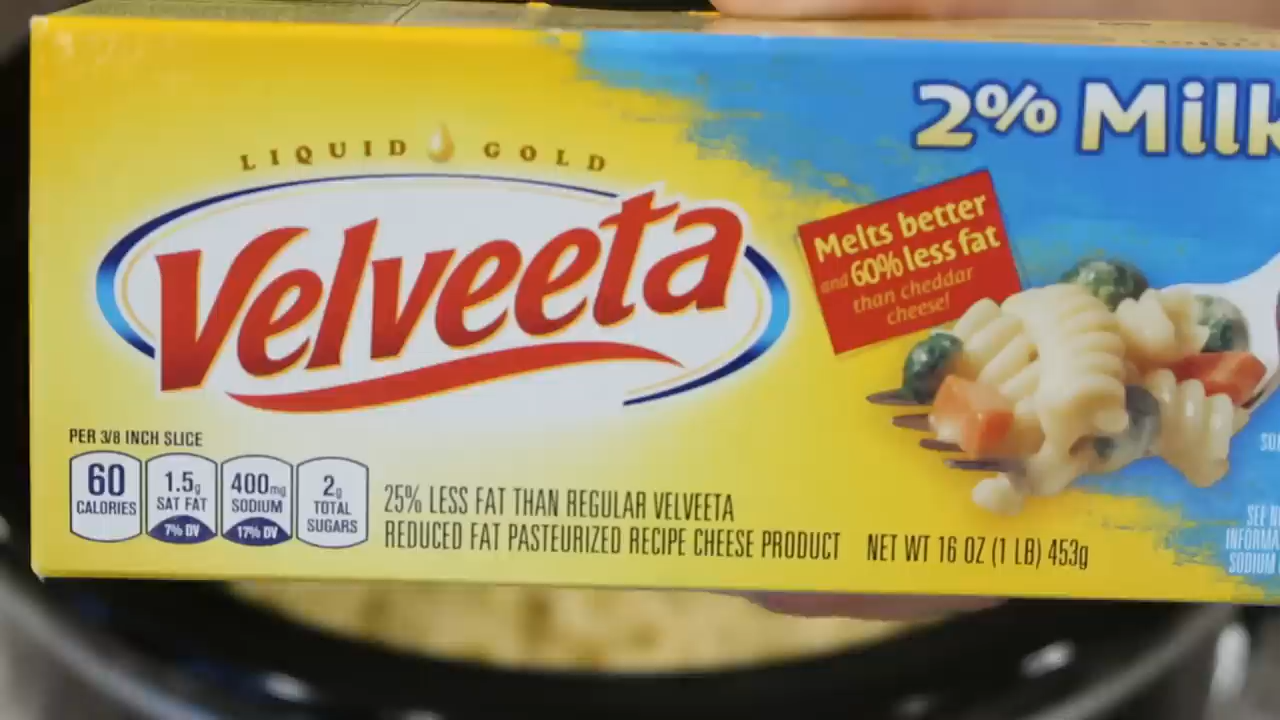 LIQUID GOLD
Velveeta
2% Milk
Melts better
and 60% less fat
than cheddar
cheese!
PER 3/8 INCH SLICE
60
CALORIES
1.5g
SAT FAT
7% DV
400mg
SODIUM
17% DV
2g
TOTAL
SUGARS
25% LESS FAT THAN REGULAR VELVEETA
REDUCED FAT PASTEURIZED RECIPE CHEESE PRODUCT
NET WT 16 OZ (1 LB) 453g
SEE
SODIUM